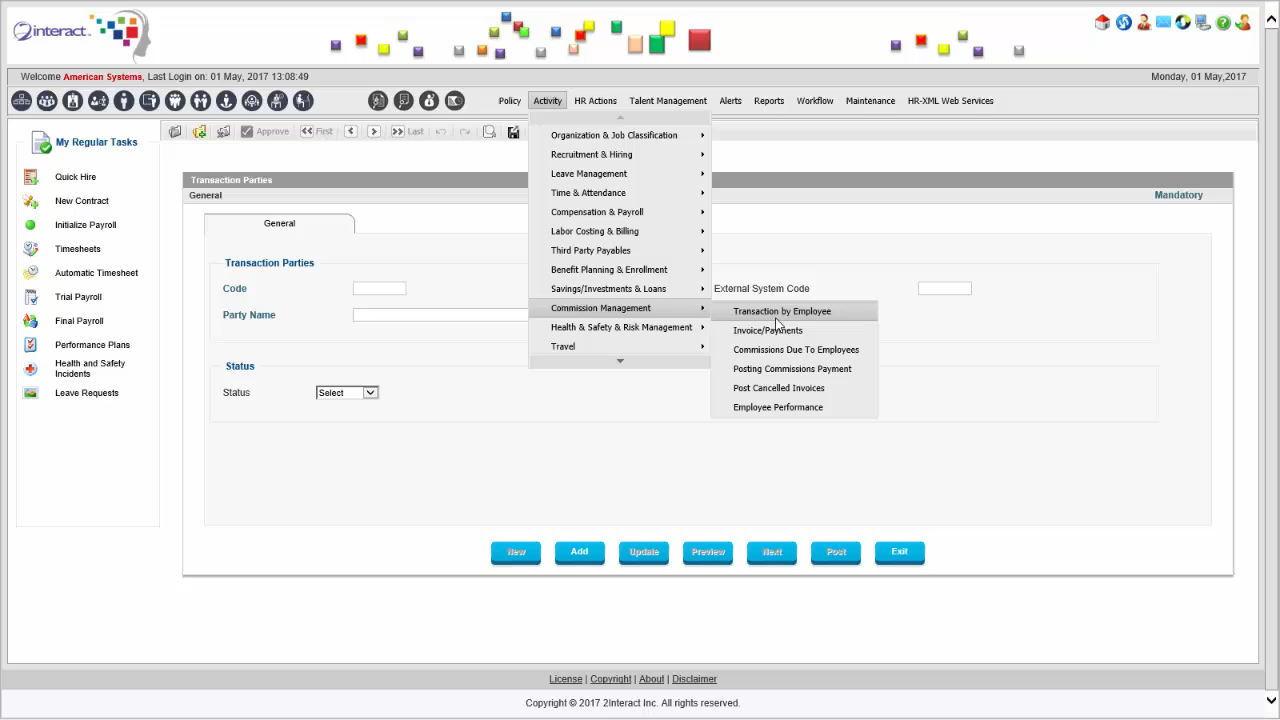 2interact
Welcome American Systems, Last Login on: 01 May, 2017 13:08:49
Monday, 01 May,2017
Policy
Activity
HR Actions
Talent Management
Alerts
Reports
Workflow
Maintenance
HR-XML Web Services
My Regular Tasks
Quick Hire
New Contract
Initialize Payroll
Timesheets
Automatic Timesheet
Trial Payroll
Final Payroll
Performance Plans
Health and Safety
Incidents
Leave Requests
Approve
First
Last
Transaction Parties
General
Mandatory
General
Transaction Parties
Code
External System Code
Party Name
Status
Status
Select
Organization & Job Classification
Recruitment & Hiring
Leave Management
Time & Attendance
Compensation & Payroll
Labor Costing & Billing
Third Party Payables
Benefit Planning & Enrollment
Savings/Investments & Loans
Commission Management
Health & Safety & Risk Management
Travel
Transaction by Employee
Invoice/Payments
Commissions Due To Employees
Posting Commissions Payment
Post Cancelled Invoices
Employee Performance
New
Add
Update
Preview
Next
Post
Exit
License | Copyright | About | Disclaimer
Copyright © 2017 2Interact Inc. All rights reserved.